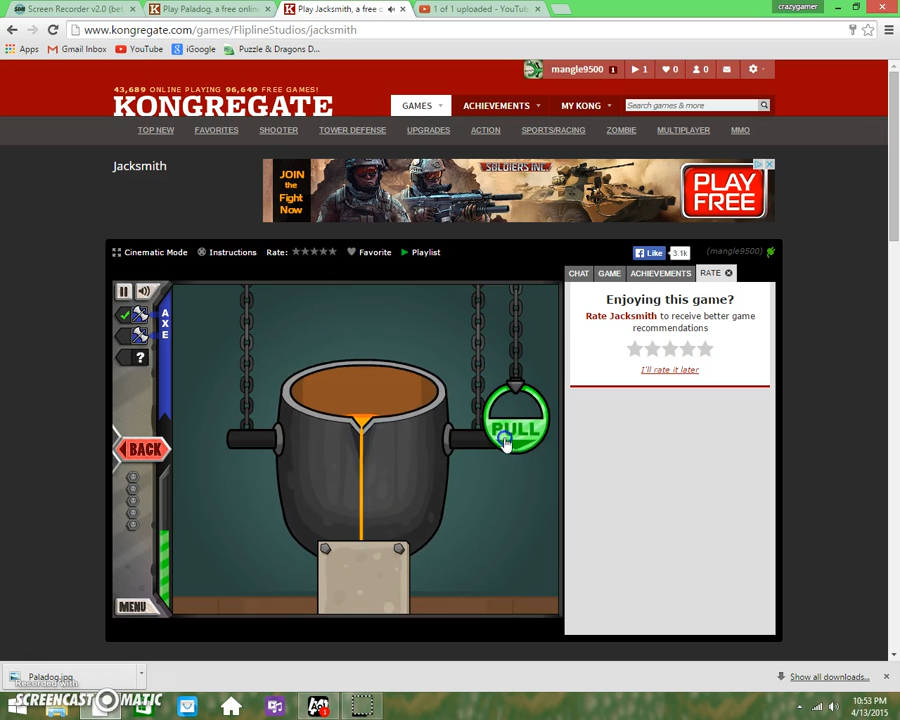 Screen Recorder v2.0 (bet
Play Paladog, a free onlin
Play Jacksmith, a free o
1 of 1 uploaded - YouTub
crazygamer
www.kongregate.com/games/FliplineStudios/jacksmith
Apps
Gmail Inbox
YouTube
iGoogle
Puzzle & Dragons D...
mangle9500 1
1
0
0
43,689 ONLINE PLAYING 96,649 FREE GAMES!
KONGREGATE
GAMES
ACHIEVEMENTS
MY KONG
Search games & more
TOP NEW
FAVORITES
SHOOTER
TOWER DEFENSE
UPGRADES
ACTION
SPORTS/RACING
ZOMBIE
MULTIPLAYER
MMO
Jacksmith
JOIN
the
Fight
Now
SOLDIERS INC.
PLAY
FREE
Cinematic Mode
Instructions
Rate:
Favorite
Playlist
Like
3.1k
(mangle9500)
CHAT
GAME
ACHIEVEMENTS
RATE
Enjoying this game?
Rate Jacksmith to receive better game
recommendations
I'll rate it later
AXE
?
PULL
BACK
MENU
Paladog.jpg
Show all downloads...
Recorded with
SCREENCAST-O-MATIC
10:53 PM
4/13/2015